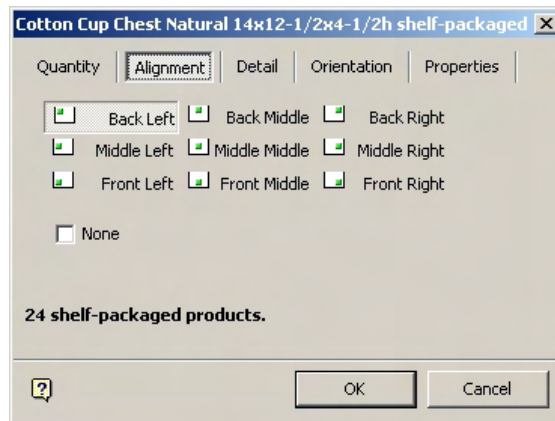 Cotton Cup Chest Natural 14x12-1/2x4-1/2h shelf-packaged
Quantity Alignment Detail Orientation Properties
Back Left Back Middle Back Right
Middle Left Middle Middle Middle Right
Front Left Front Middle Front Right
None
24 shelf-packaged products.
OK Cancel